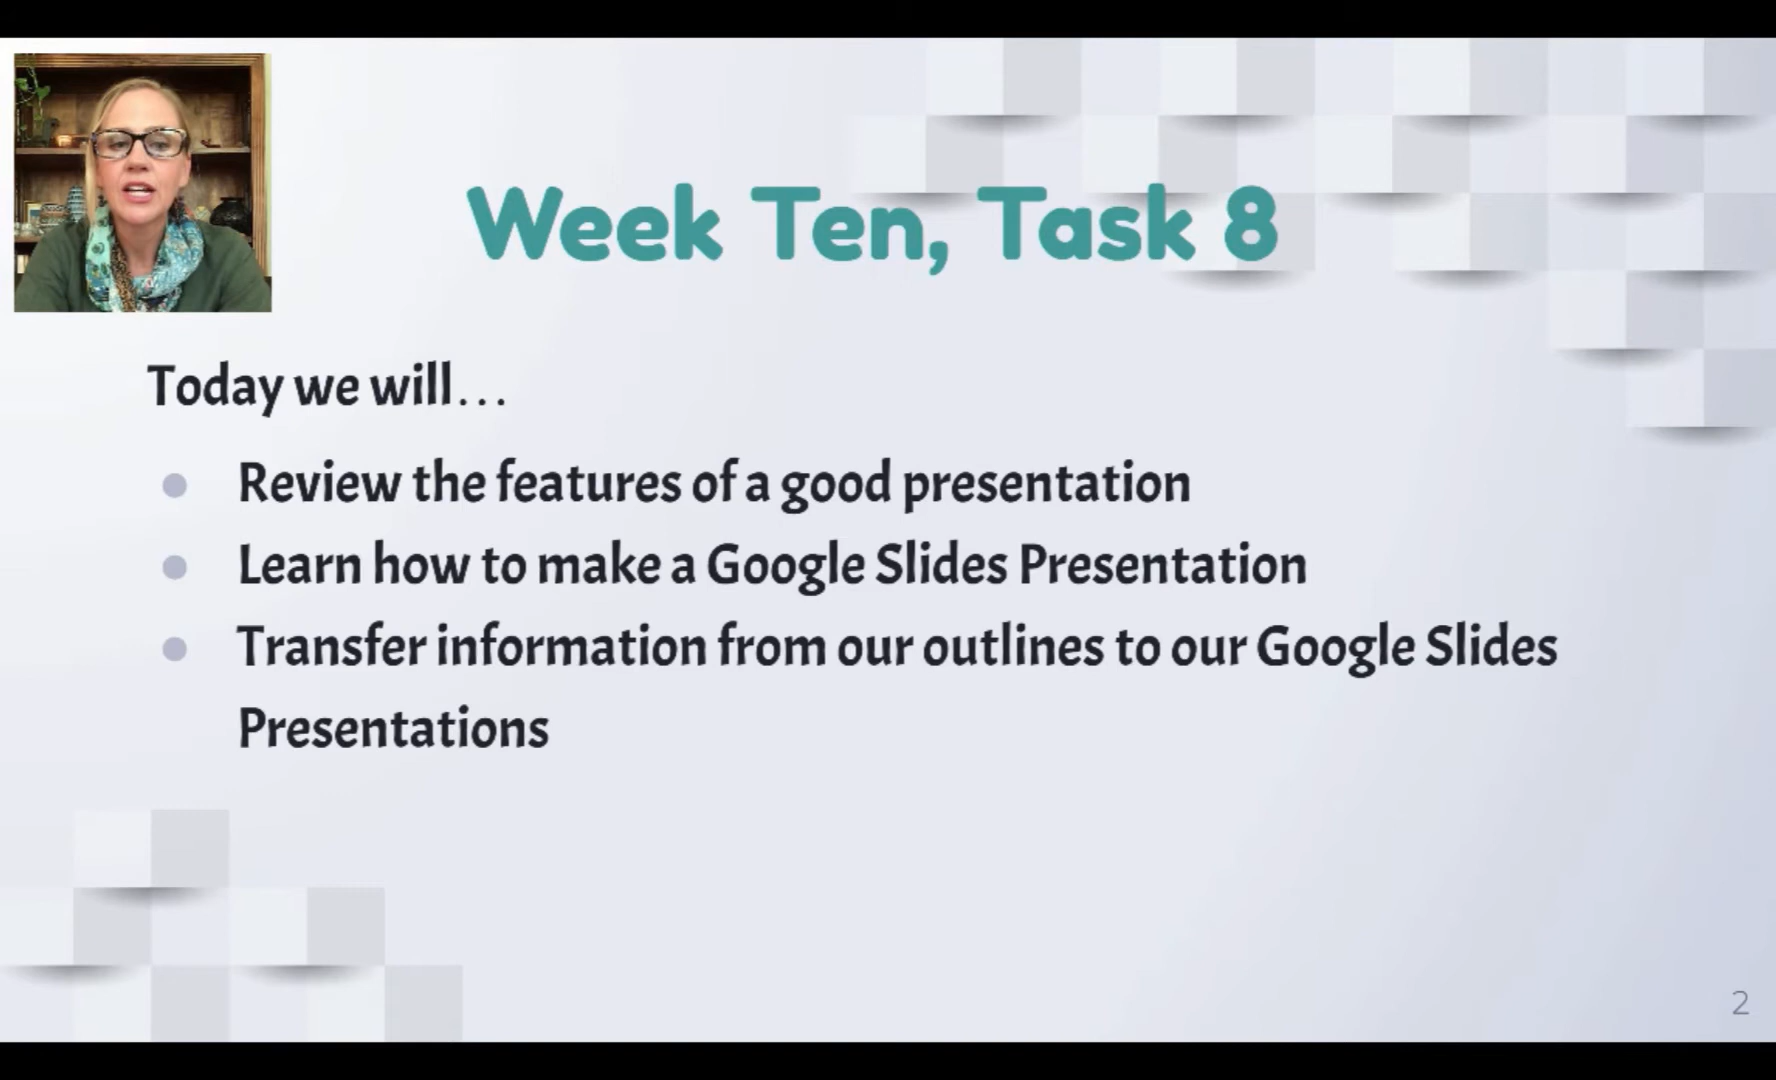 Week Ten, Task 8
Today we will...
Review the features of a good presentation
Learn how to make a Google Slides Presentation
Transfer information from our outlines to our Google Slides
Presentations
2